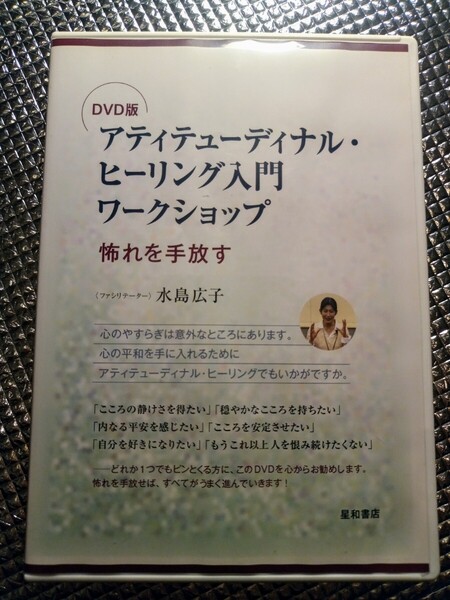 DVD版
アティテューディナル・
ヒーリング入門
ワークショップ
怖れを手放す
(ファシリテーター) 水島広子
心のやすらぎは意外なところにあります。
心の平和を手に入れるために
アティテューディナル・ヒーリングでもいかがですか。
「こころの静けさを得たい」「穏やかなこころを持ちたい」
「内なる平安を感じたい」「こころを安定させたい」
「自分を好きになりたい」「もうこれ以上人を恨み続けたくない」
――どれか1つでもピンとくる方に、このDVDを心からお勧めします。
怖れを手放せば、すべてがうまく進んでいきます!
星和書店